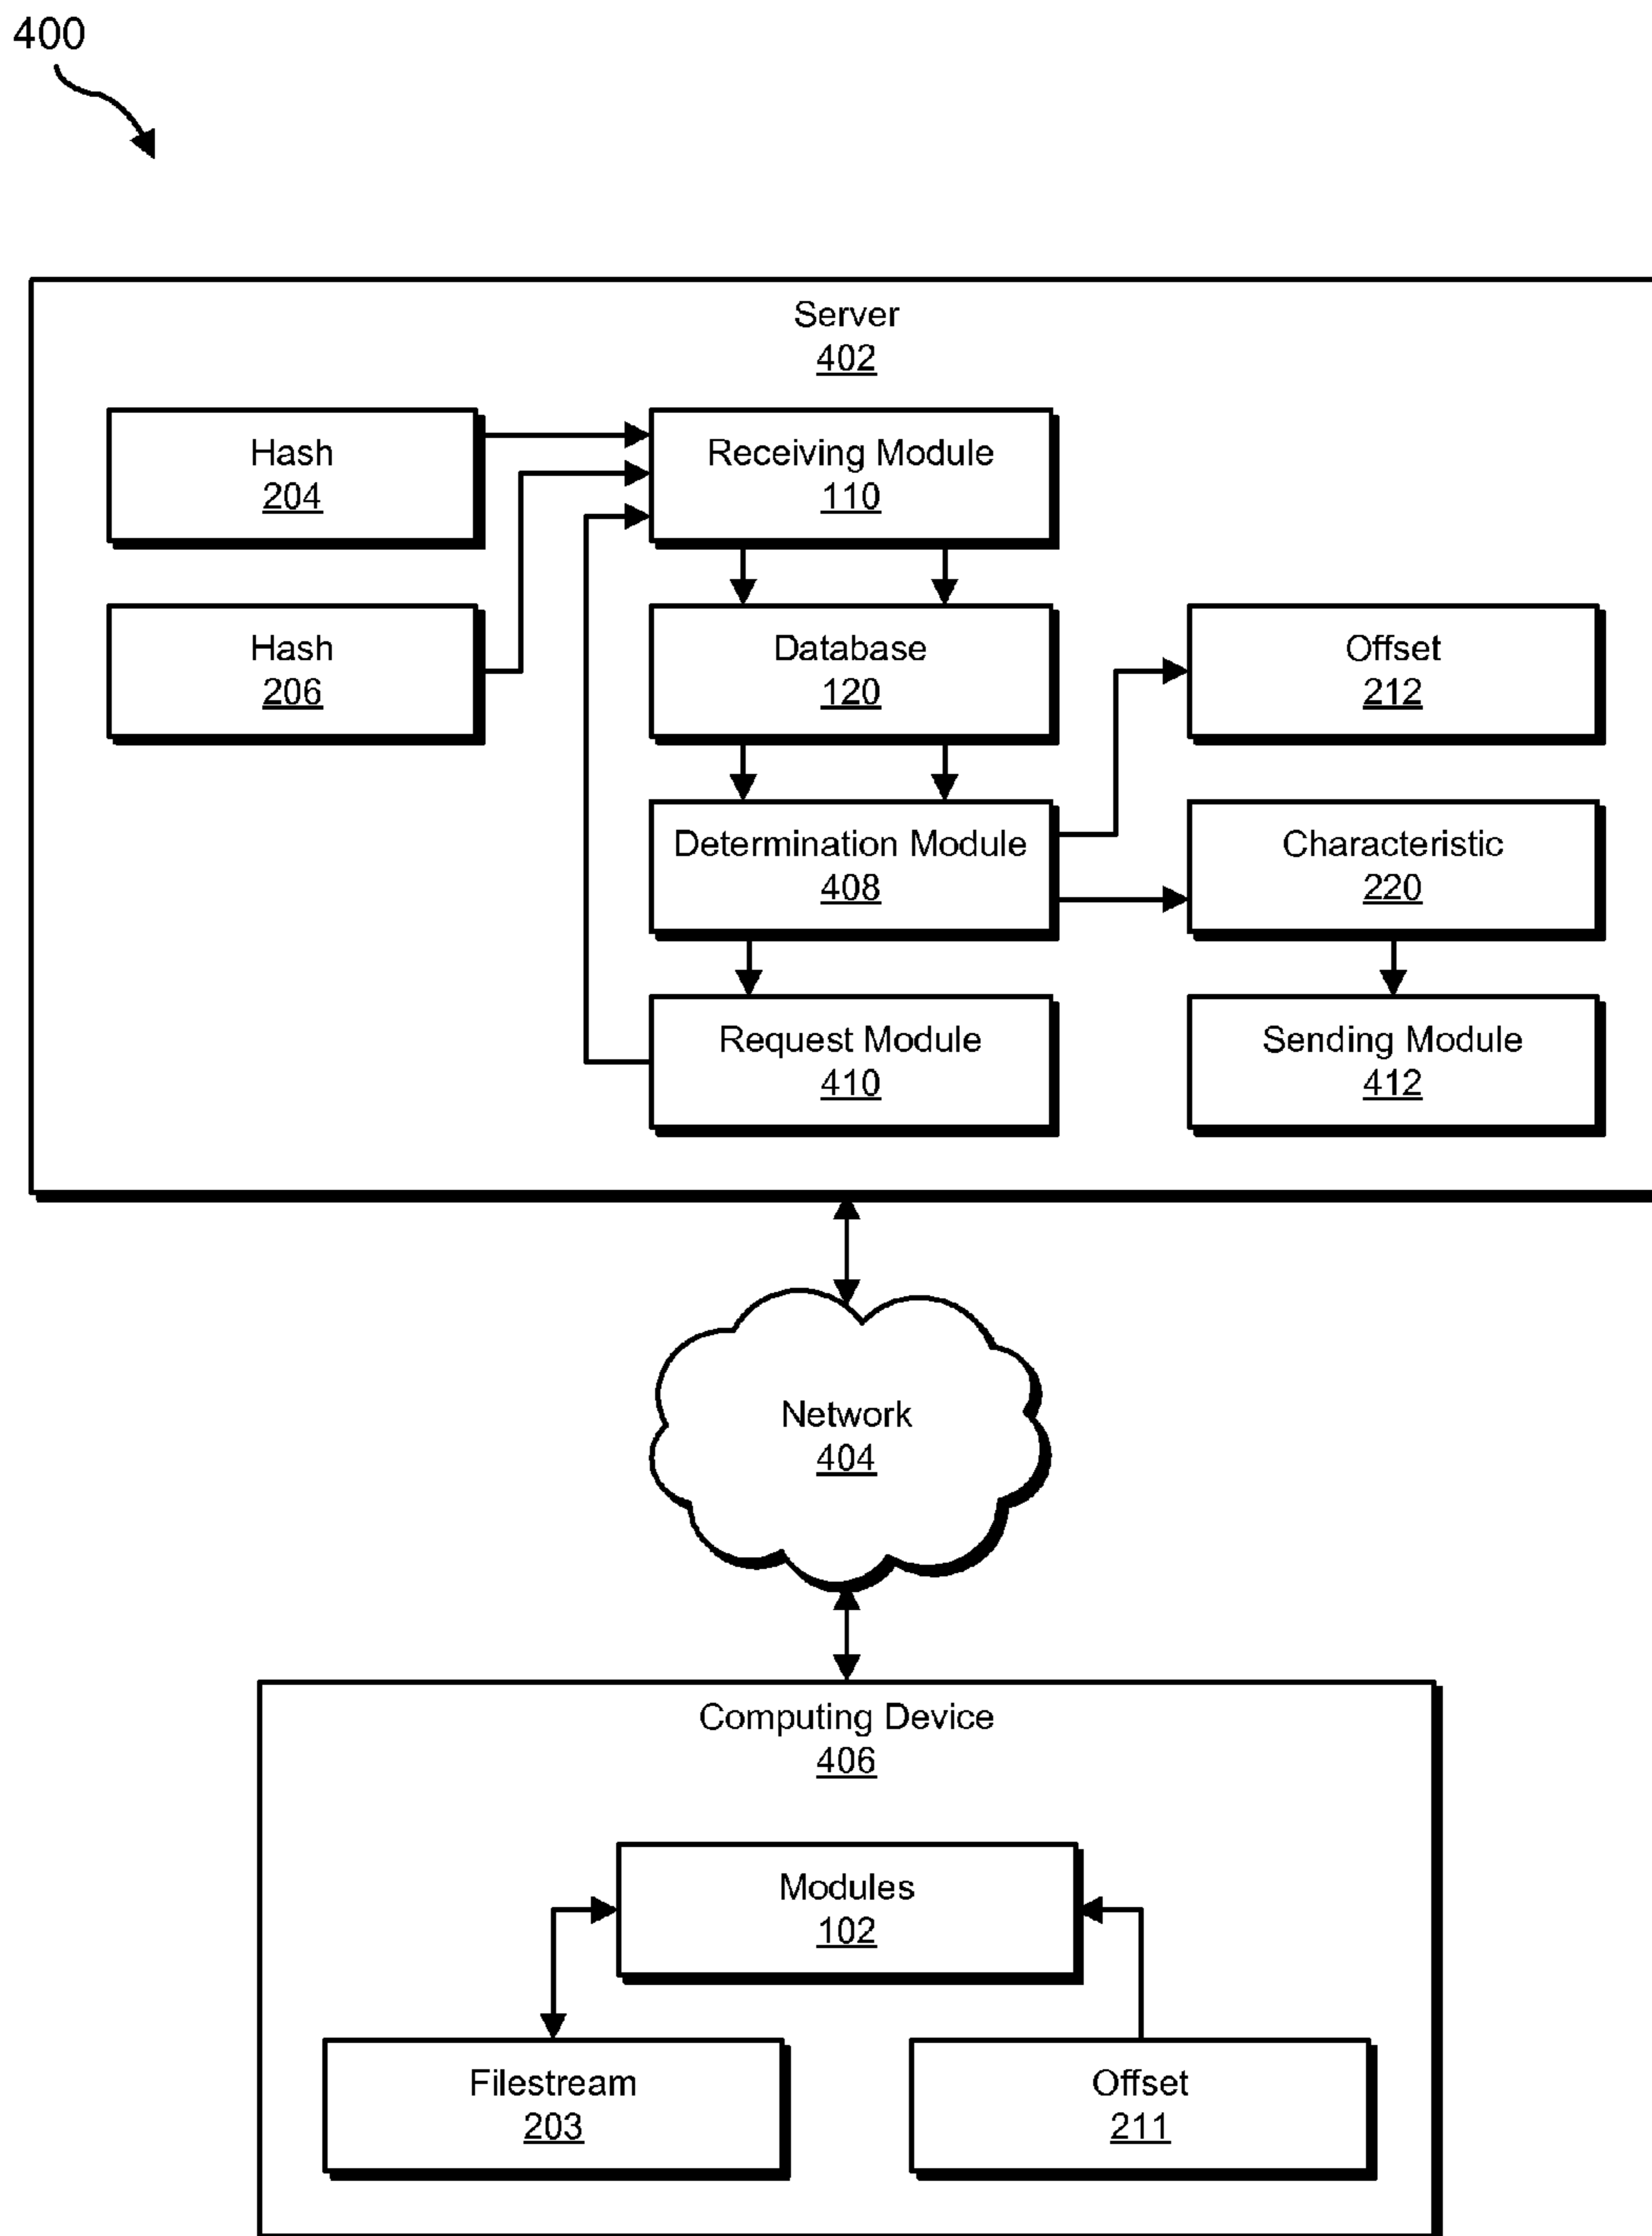 400
Server
402
Hash
204
Receiving Module
110
Hash
206
Database
120
Offset
212
Determination Module
408
Characteristic
220
Request Module
410
Sending Module
412
Network
404
Computing Device
406
Modules
102
Filestream
203
Offset
211